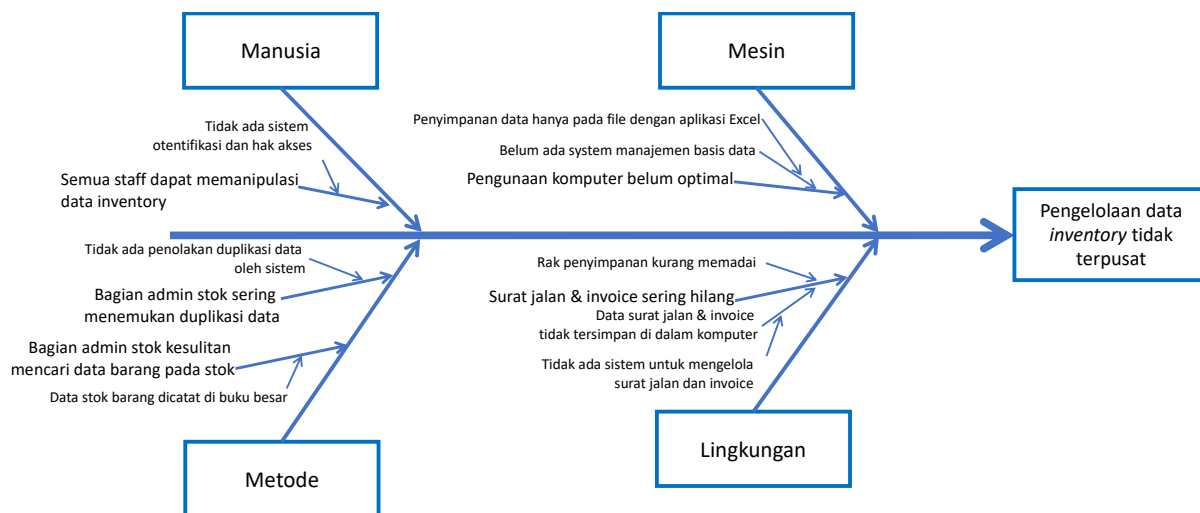 Manusia
Mesin
Tidak ada sistem
otentifikasi dan hak akses
Semua staff dapat memanipulasi
data inventory
Penyimpanan data hanya pada file dengan aplikasi Excel
Belum ada system manajemen basis data
Pengunaan komputer belum optimal
Pengelolaan data
inventory tidak
terpusat
Tidak ada penolakan duplikasi data
oleh sistem
Bagian admin stok sering
menemukan duplikasi data
Bagian admin stok kesulitan
mencari data barang pada stok
Data stok barang dicatat di buku besar
Rak penyimpanan kurang memadai
Surat jalan & invoice sering hilang
Data surat jalan & invoice
tidak tersimpan di dalam komputer
Tidak ada sistem untuk mengelola
surat jalan dan invoice
Metode
Lingkungan